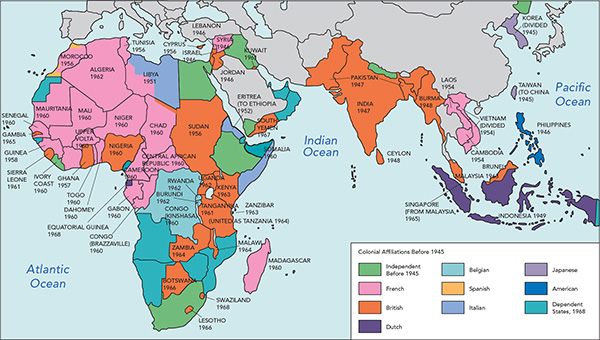 LEBANON
1946
TUNISIA
1956
CYPRUS
1960
SYRIA
1946
ISRAEL
1946
KUWAIT
1961
MOROCCO
1956
ALGERIA
1962
LIBYA
1951
JORDAN
1946
ERITREA
(TO ETHIOPIA
1952)
SOUTH
YEMEN
1967
MAURITANIA
1960
MALI
1960
NIGER
1960
CHAD
1960
SUDAN
1956
SENEGAL
1960
GAMBIA
1965
GUINEA
1958
SIERRA
LEONE
1961
UPPER
VOLTA
1960
NIGERIA
1960
IVORY
COAST
1960
GHANA
1957
TOGO
1960
DAHOMEY
1960
CAMEROON
1960
CENTRAL AFRICAN
REPUBLIC 1960
EQUATORIAL GUINEA
1968
GABON
1960
CONGO
(BRAZZAVILLE)
1960
CONGO
(KINSHASA)
1960
RWANDA
1962
BURUNDI
1962
UGANDA
1962
KENYA
1963
SOMALIA
1960
TANGANYIKA
1961
ZANZIBAR
1963
(UNITED AS TANZANIA 1964)
ZAMBIA
1964
MALAWI
1964
MADAGASCAR
1960
BOTSWANA
1966
SWAZILAND
1968
LESOTHO
1966
Atlantic
Ocean
Indian
Ocean
Pacific
Ocean
PAKISTAN
1947
INDIA
1947
BURMA
1948
CEYLON
1948
LAOS
1954
VIETNAM
(DIVIDED
1954)
CAMBODIA
1954
KOREA
(DIVIDED
1945)
TAIWAN
(TO CHINA
1945)
PHILIPPINES
1946
BRUNEI
MALAYSIA 1963
SINGAPORE
(FROM MALAYSIA,
1965)
INDONESIA 1949
Colonial Affiliations Before 1945
Independent
Before 1945
French
British
Dutch
Belgian
Spanish
Italian
Japanese
American
Dependent
States, 1968